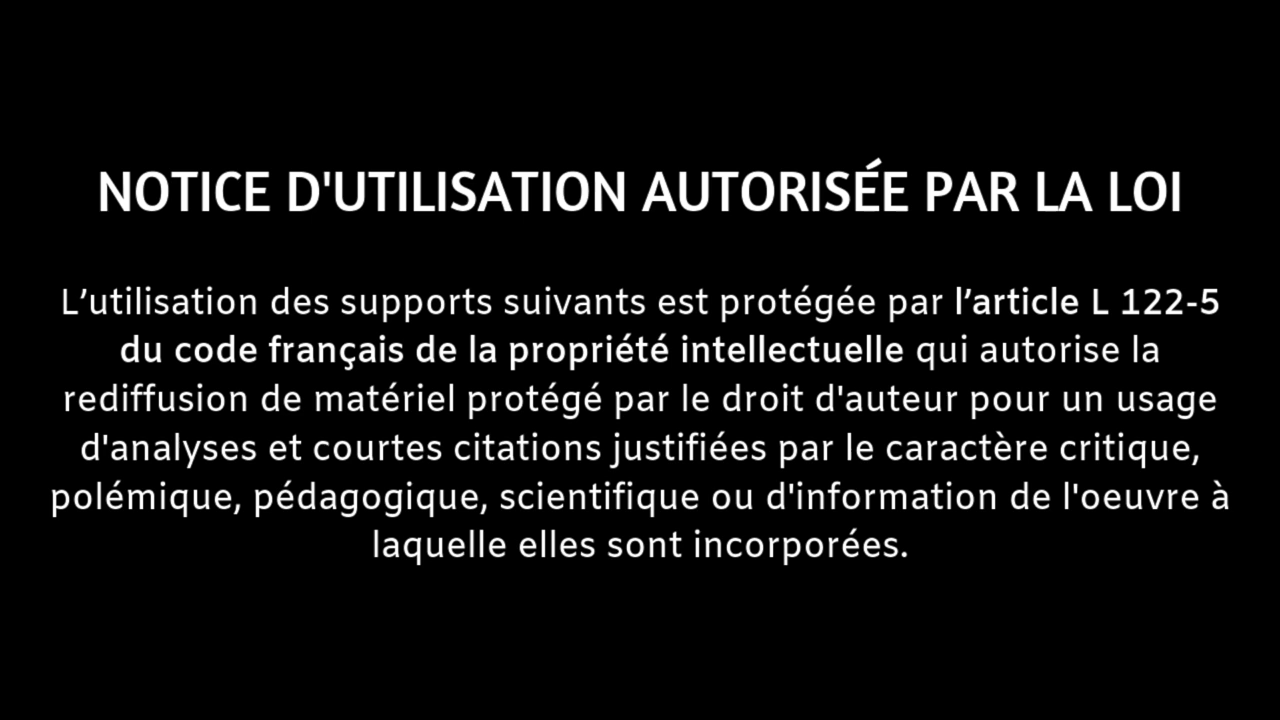 NOTICE D'UTILISATION AUTORISÉE PAR LA LOI
L’utilisation des supports suivants est protégée par l’article L 122-5
du code français de la propriété intellectuelle qui autorise la
rediffusion de matériel protégé par le droit d'auteur pour un usage
d'analyses et courtes citations justifiées par le caractère critique,
polémique, pédagogique, scientifique ou d'information de l'oeuvre à
laquelle elles sont incorporées.